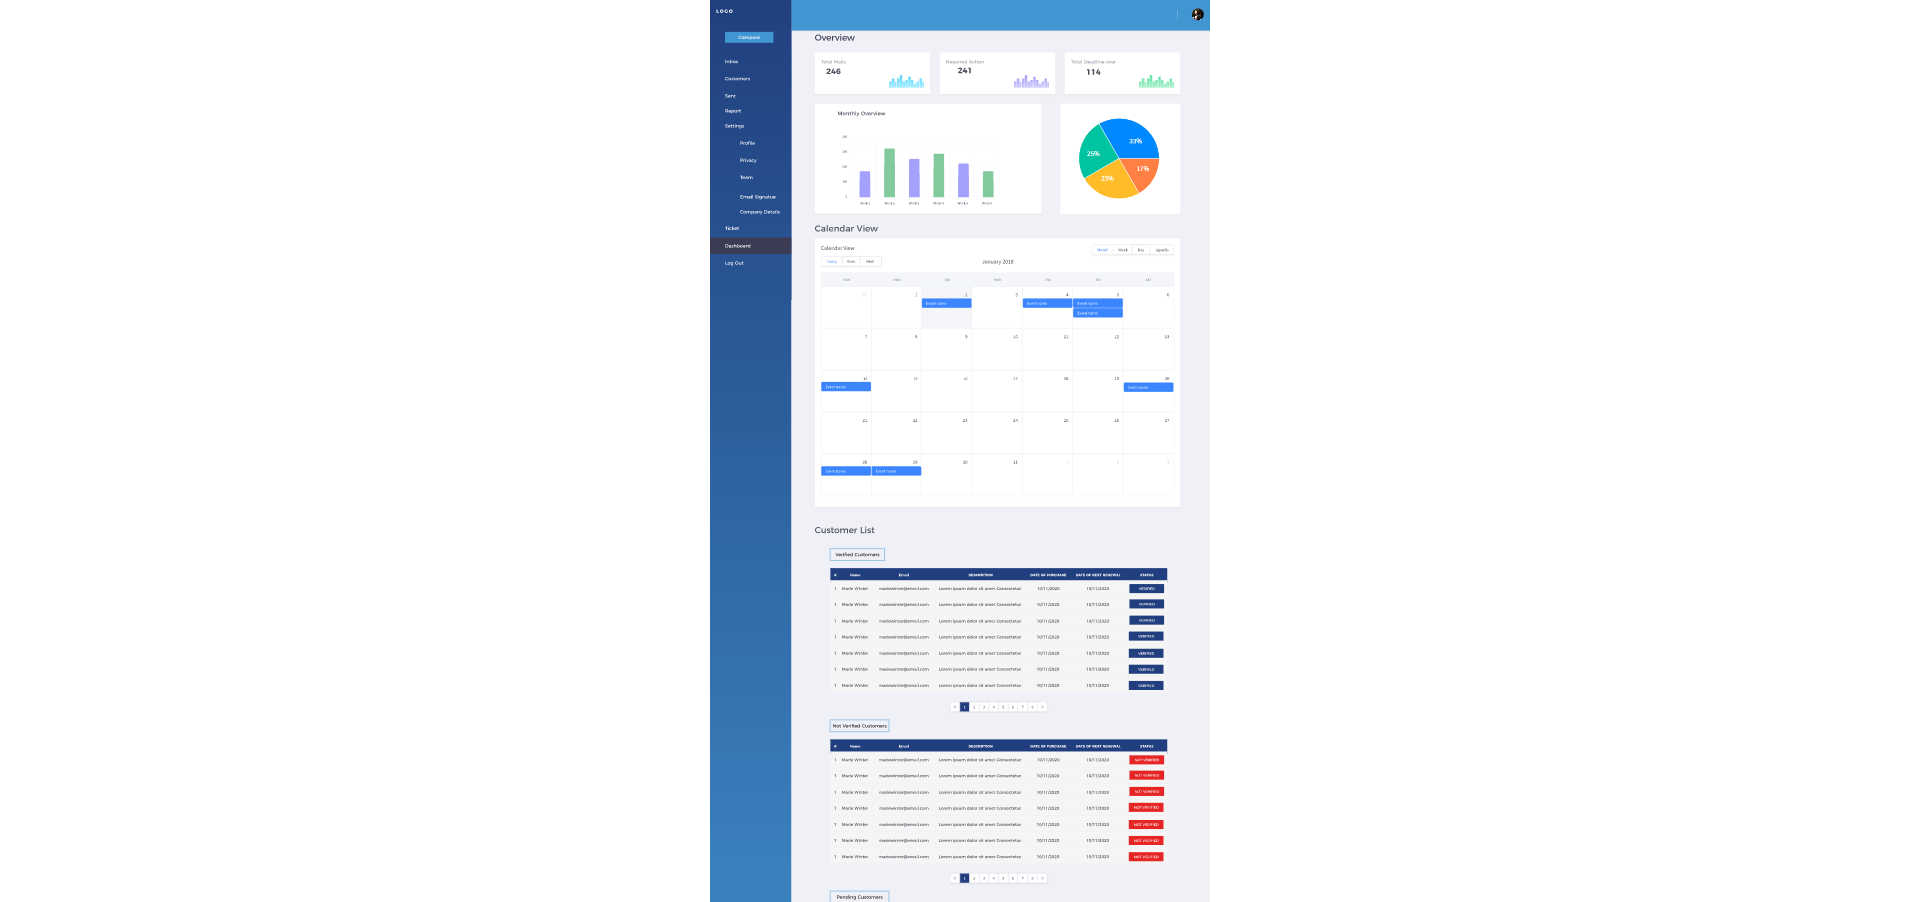 LOGO
Compose
Inbox
Customers
Sent
Report
Settings
Profile
Privacy
Team
Email Signatue
Company Details
Ticket
Dashboard
Log Out
Overview
Total Mails
246
Required Action
241
Total Deadline over
114
Monthly Overview
Week 1 Week 2 Week 3 Week 4 Week 5
33%
25%
17%
25%
Calendar View
Calendar View
Month Week Day Agenda
Today Back Next
January 2018
1 2 3 4 5 6
Event name Event name Event name
Event name
7 8 9 10 11 12 13
14 15 16 17 18 19 20
Event name Event name
21 22 23 24 25 26 27
28 29 30 31
Event name Event name
Customer List
Verified Customers
# Name Email DESCRIPTION DATE OF PURCHASE DATE OF NEXT RENEWAL STATUS
1 Marie Winter mariewinter@email.com Lorem ipsum dolor sit amet Consectetur 10/11/2020 10/11/2020 VERIFIED
1 Marie Winter mariewinter@email.com Lorem ipsum dolor sit amet Consectetur 10/11/2020 10/11/2020 VERIFIED
1 Marie Winter mariewinter@email.com Lorem ipsum dolor sit amet Consectetur 10/11/2020 10/11/2020 VERIFIED
1 Marie Winter mariewinter@email.com Lorem ipsum dolor sit amet Consectetur 10/11/2020 10/11/2020 VERIFIED
1 Marie Winter mariewinter@email.com Lorem ipsum dolor sit amet Consectetur 10/11/2020 10/11/2020 VERIFIED
1 Marie Winter mariewinter@email.com Lorem ipsum dolor sit amet Consectetur 10/11/2020 10/11/2020 VERIFIED
1 Marie Winter mariewinter@email.com Lorem ipsum dolor sit amet Consectetur 10/11/2020 10/11/2020 VERIFIED
1 2 3 4 5 6 7 8
Not Verified Customers
# Name Email DESCRIPTION DATE OF PURCHASE DATE OF NEXT RENEWAL STATUS
1 Marie Winter mariewinter@email.com Lorem ipsum dolor sit amet Consectetur 10/11/2020 10/11/2020 NOT VERIFIED
1 Marie Winter mariewinter@email.com Lorem ipsum dolor sit amet Consectetur 10/11/2020 10/11/2020 NOT VERIFIED
1 Marie Winter mariewinter@email.com Lorem ipsum dolor sit amet Consectetur 10/11/2020 10/11/2020 NOT VERIFIED
1 Marie Winter mariewinter@email.com Lorem ipsum dolor sit amet Consectetur 10/11/2020 10/11/2020 NOT VERIFIED
1 Marie Winter mariewinter@email.com Lorem ipsum dolor sit amet Consectetur 10/11/2020 10/11/2020 NOT VERIFIED
1 Marie Winter mariewinter@email.com Lorem ipsum dolor sit amet Consectetur 10/11/2020 10/11/2020 NOT VERIFIED
1 Marie Winter mariewinter@email.com Lorem ipsum dolor sit amet Consectetur 10/11/2020 10/11/2020 NOT VERIFIED
1 2 3 4 5 6 7 8
Pending Customers